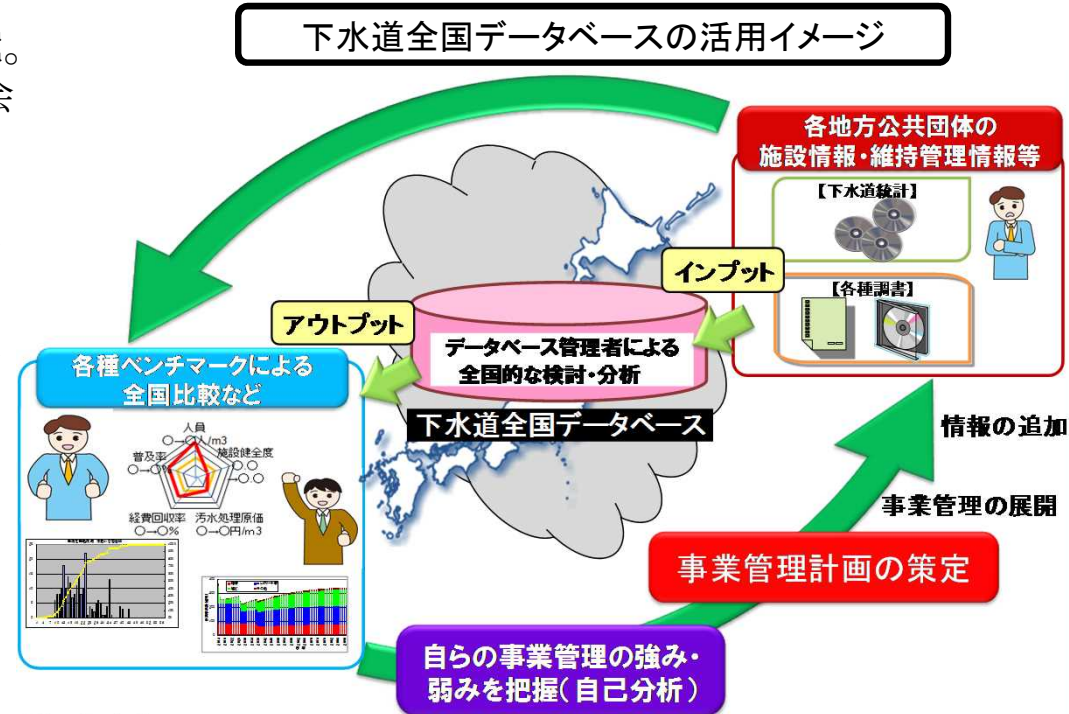 下水道全国データベースの活用イメージ
。
各地方公共団体の
施設情報・維持管理情報等
【下水道統計】
【各種調書】
インプット
アウトプット
データベース管理者による
全国的な検討・分析
下水道全国データベース
各種ベンチマークによる
全国比較など
人員
○→○人/m3
普及率
○→○%
施設健全度
○.○
→○.○
経費回収率
○→○%
汚水処理原価
○→○円/m3
情報の追加
事業管理の展開
事業管理計画の策定
自らの事業管理の強み・
弱みを把握(自己分析)